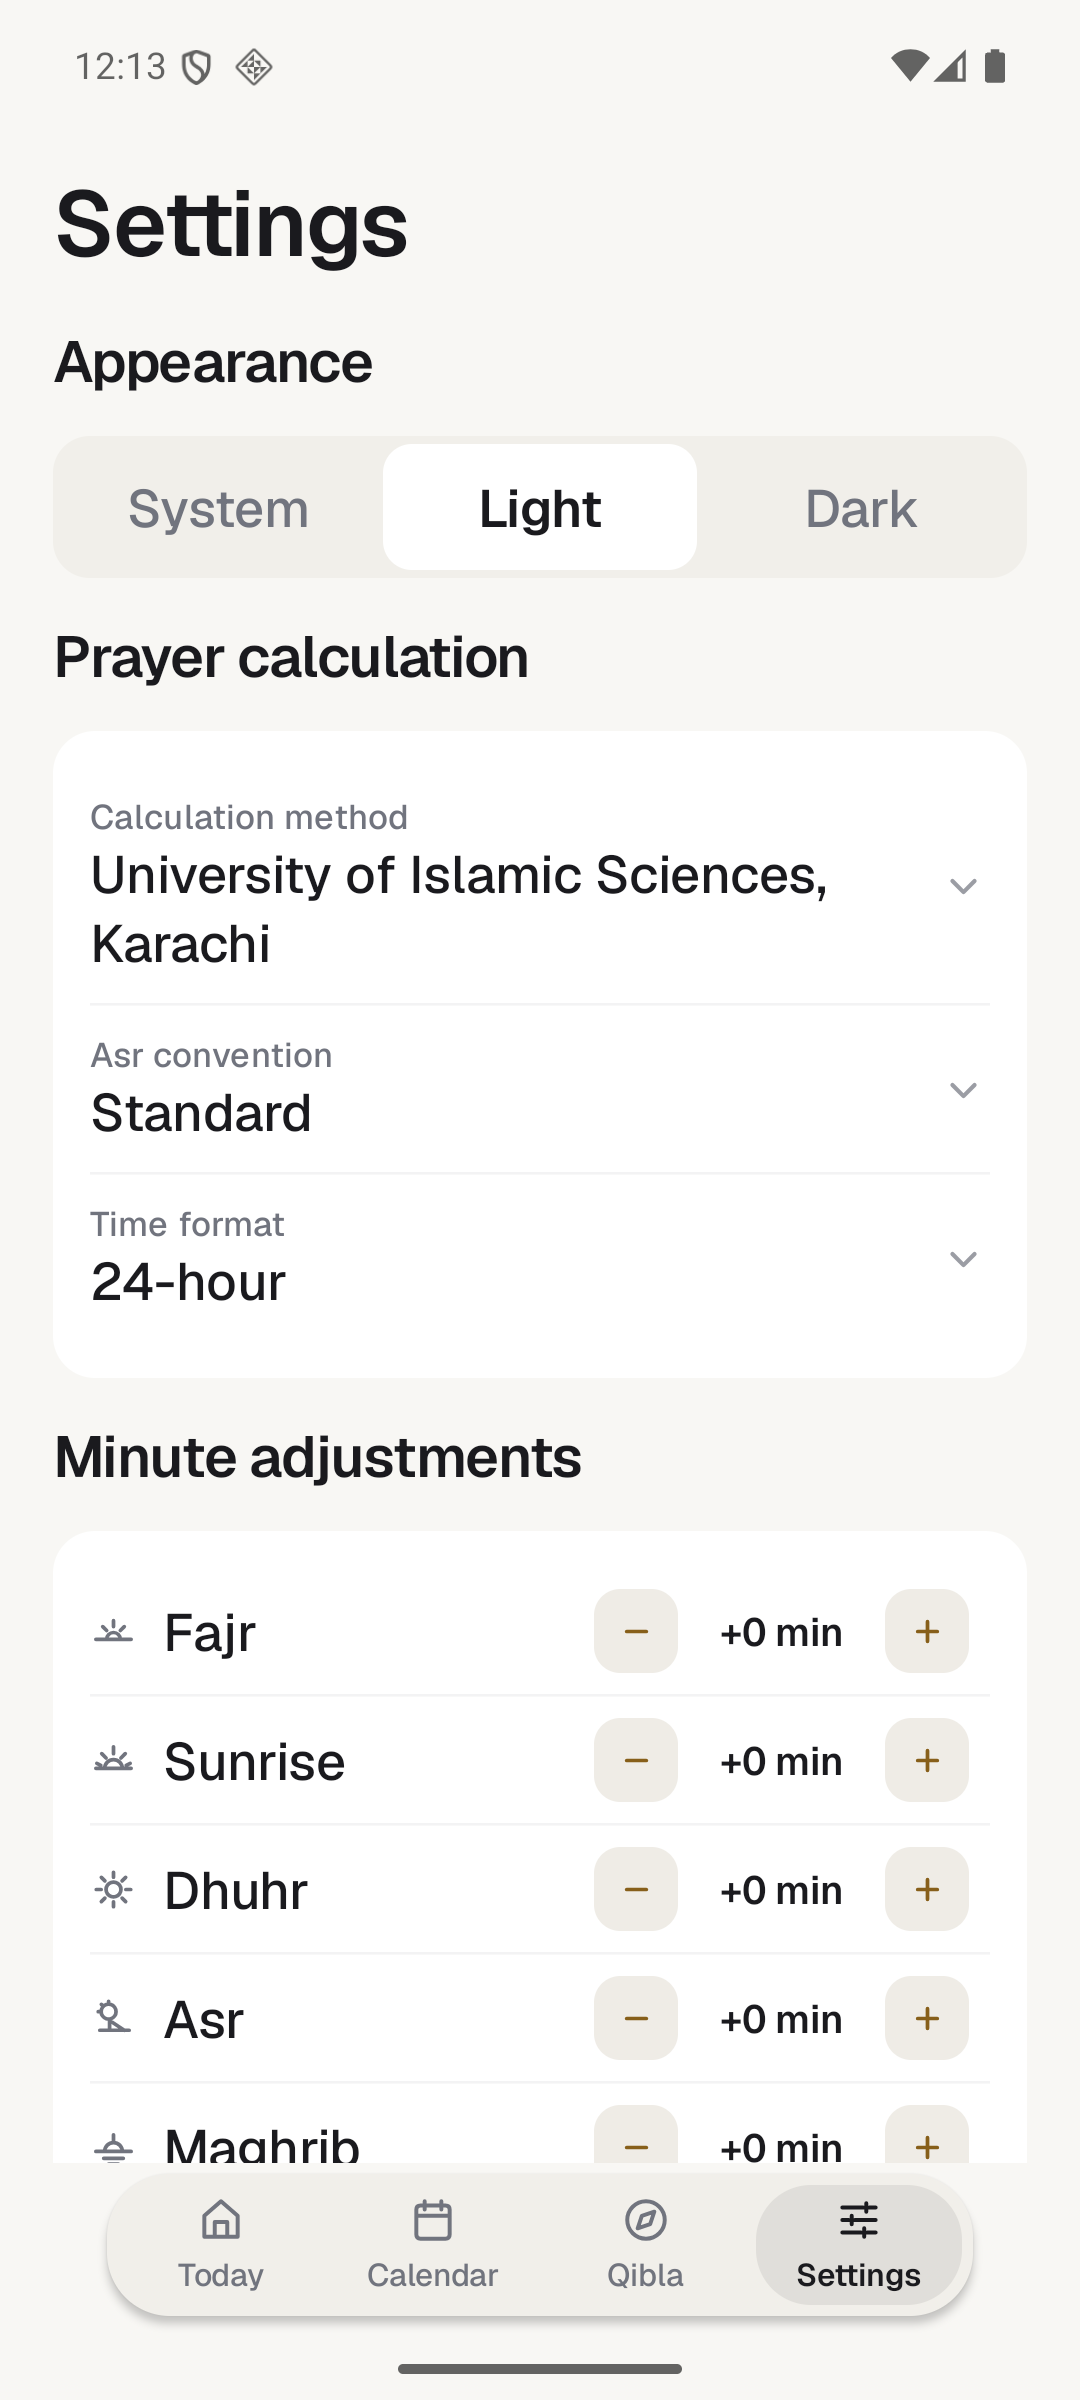 12:13
Settings
Appearance
System Light Dark
Prayer calculation
Calculation method
University of Islamic Sciences,
Karachi
Asr convention
Standard
Time format
24-hour
Minute adjustments
Fajr − +0 min +
Sunrise − +0 min +
Dhuhr − +0 min +
Asr − +0 min +
Maghrib − +0 min +
Today Calendar Qibla Settings